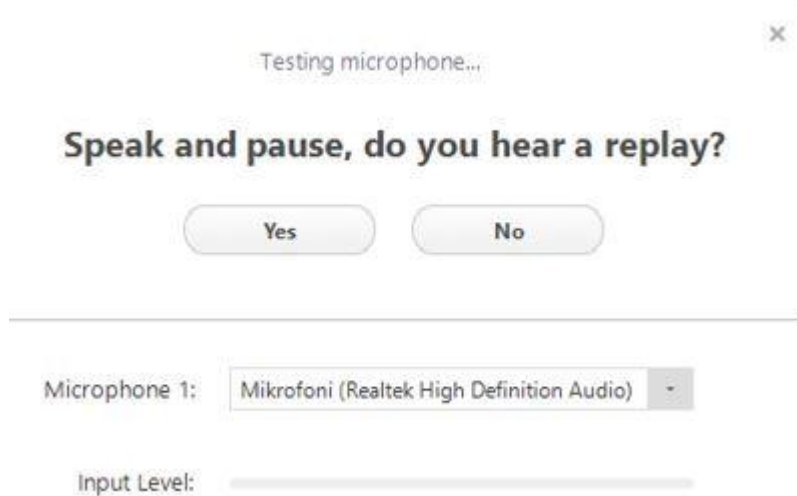 Testing microphone...
Speak and pause, do you hear a replay?
Yes No
Microphone 1: Mikrofoni (Realtek High Definition Audio)
Input Level: